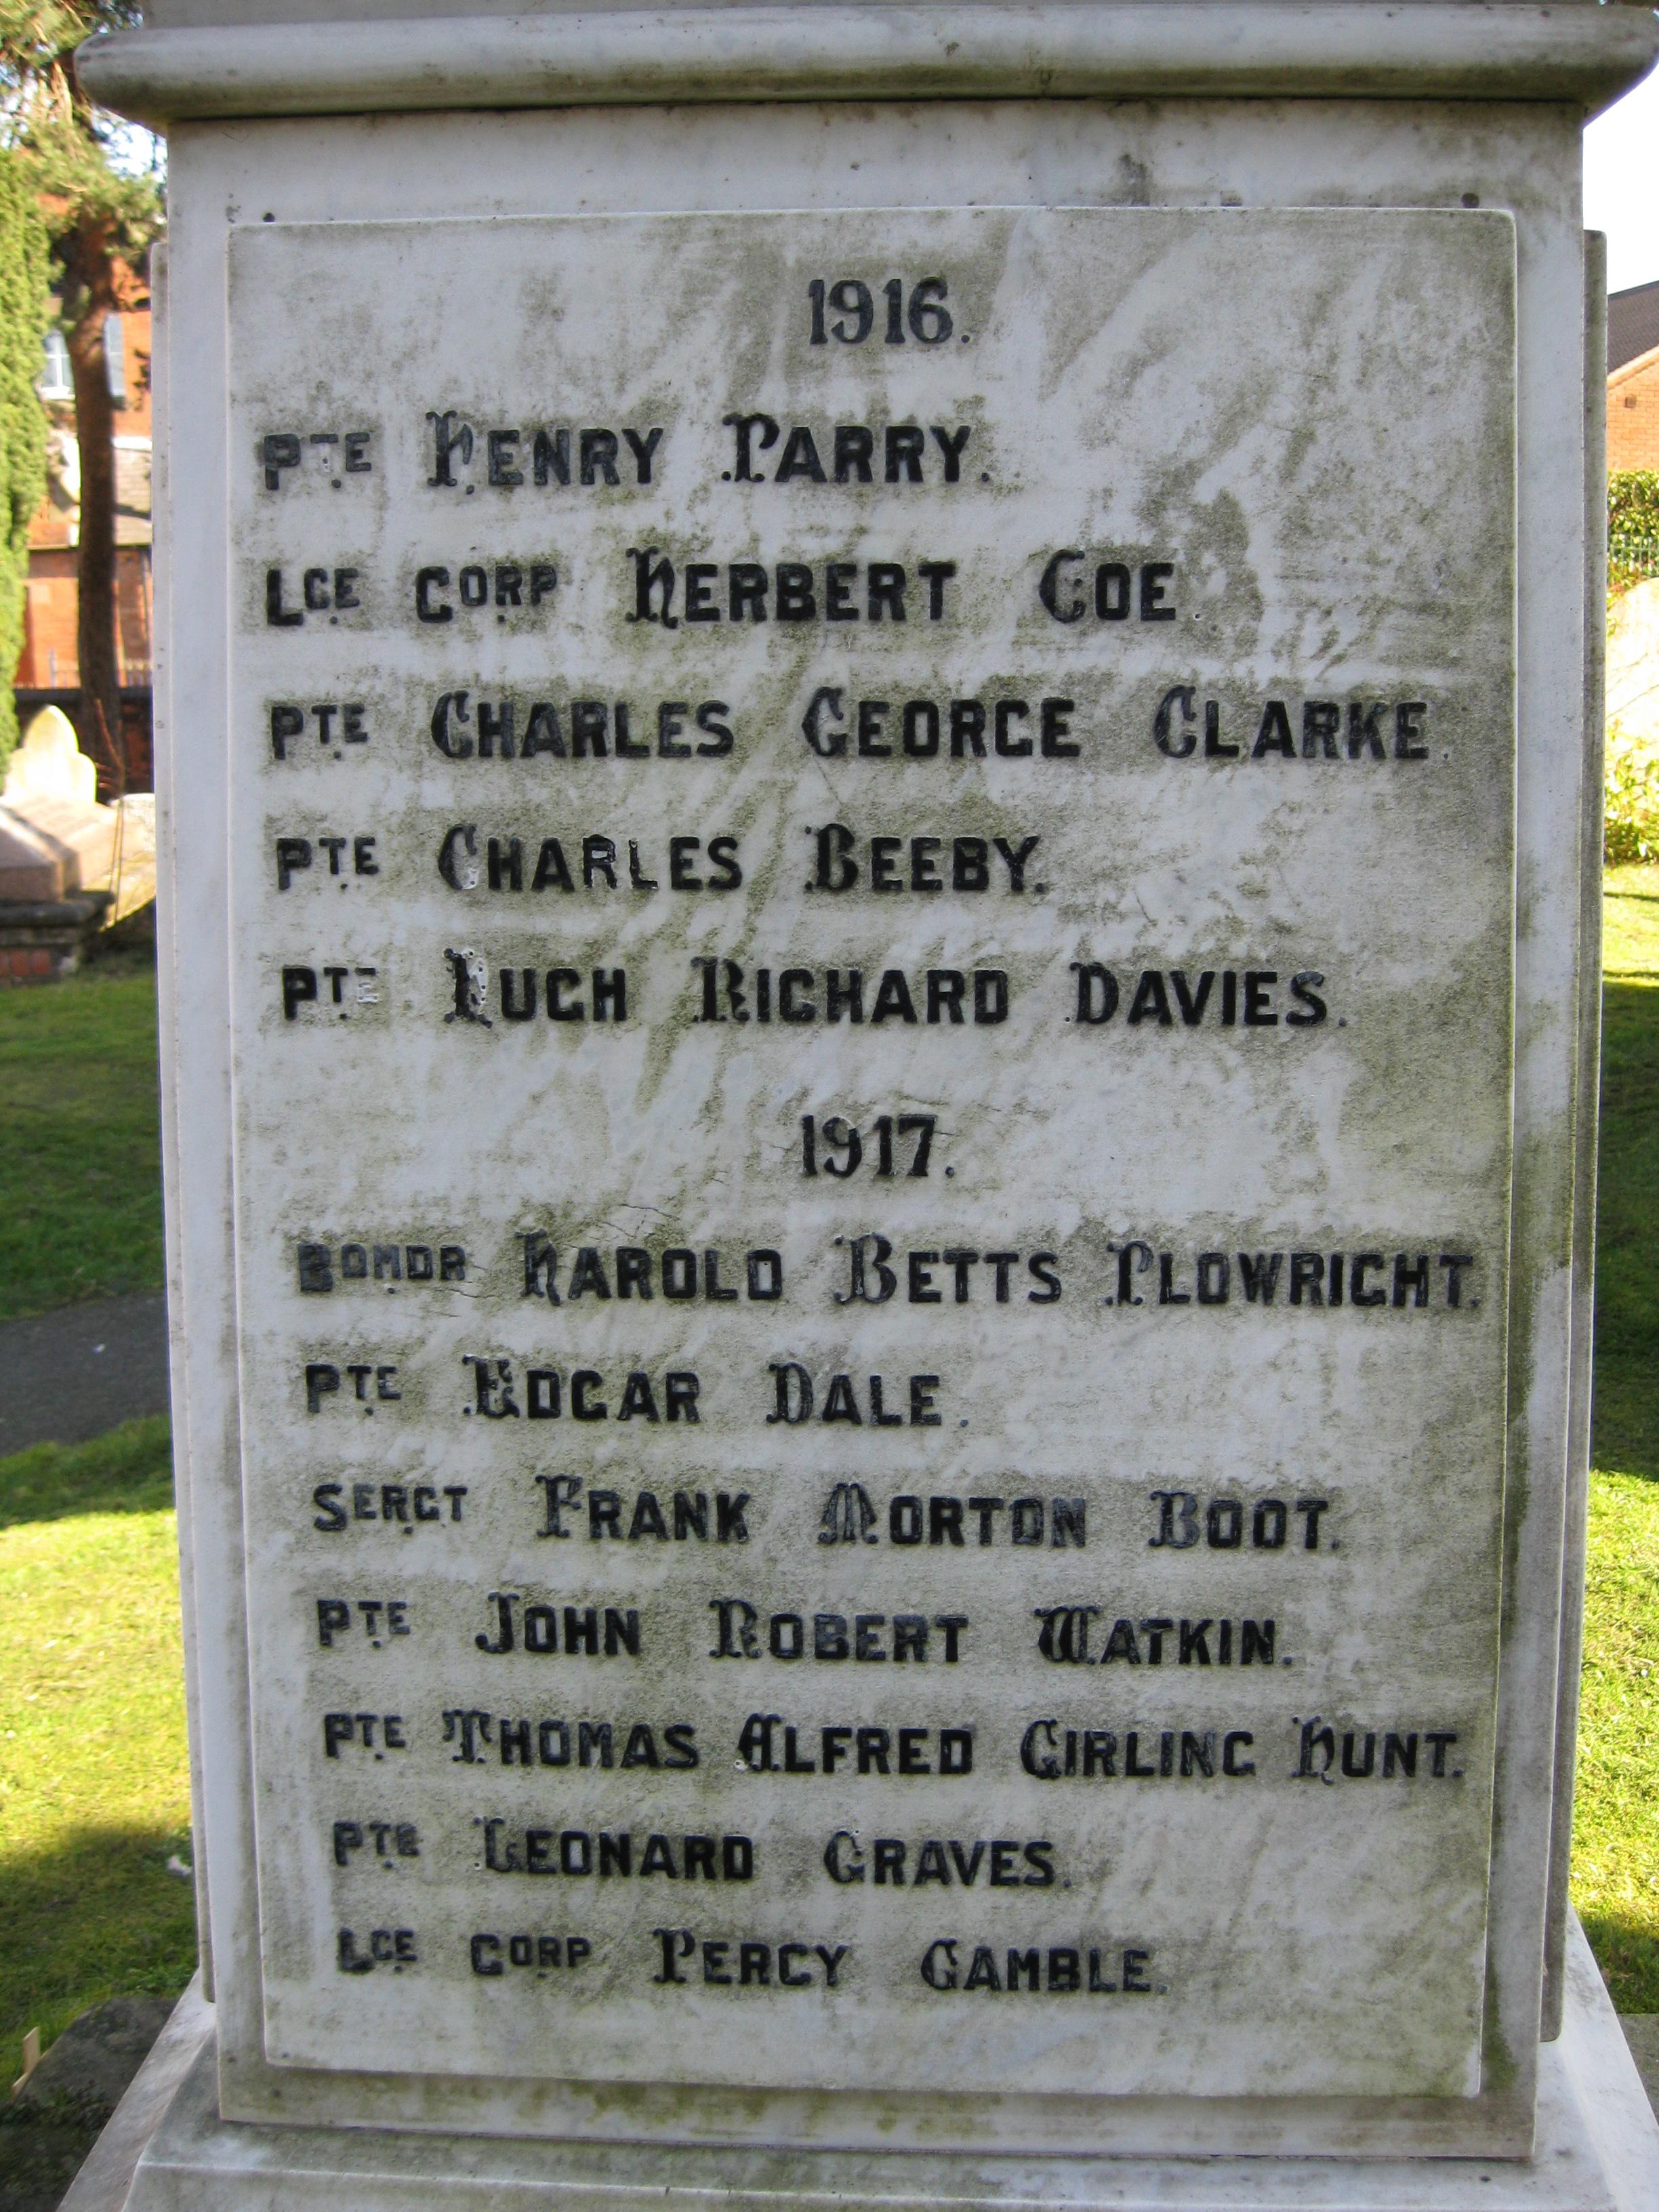 1916.
PTE HENRY PARRY.
LCE CORP HERBERT COE.
PTE CHARLES GEORGE CLARKE.
PTE CHARLES BEEBY.
PTE HUGH RICHARD DAVIES.
1917.
BOMDR HAROLD BETTS PLOWRIGHT.
PTE EDGAR DALE.
SERGT FRANK MORTON BOOT.
PTE JOHN ROBERT WATKIN.
PTE THOMAS ALFRED GIRLING HUNT.
PTE LEONARD GRAVES.
LCE CORP PERCY GAMBLE.